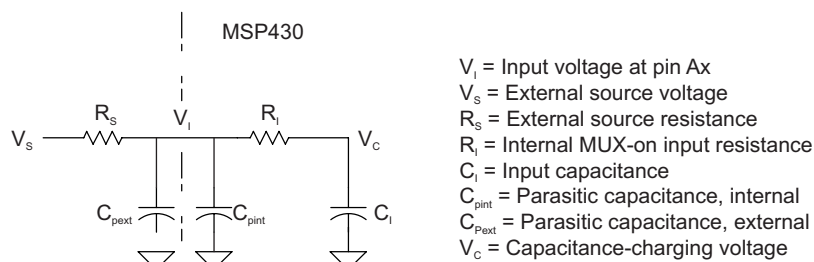 MSP430
V_S
R_S
V_I
R_I
V_C
C_pext
C_pint
C_I
V_I = Input voltage at pin Ax
V_S = External source voltage
R_S = External source resistance
R_I = Internal MUX-on input resistance
C_I = Input capacitance
C_pint = Parasitic capacitance, internal
C_Pext = Parasitic capacitance, external
V_C = Capacitance-charging voltage